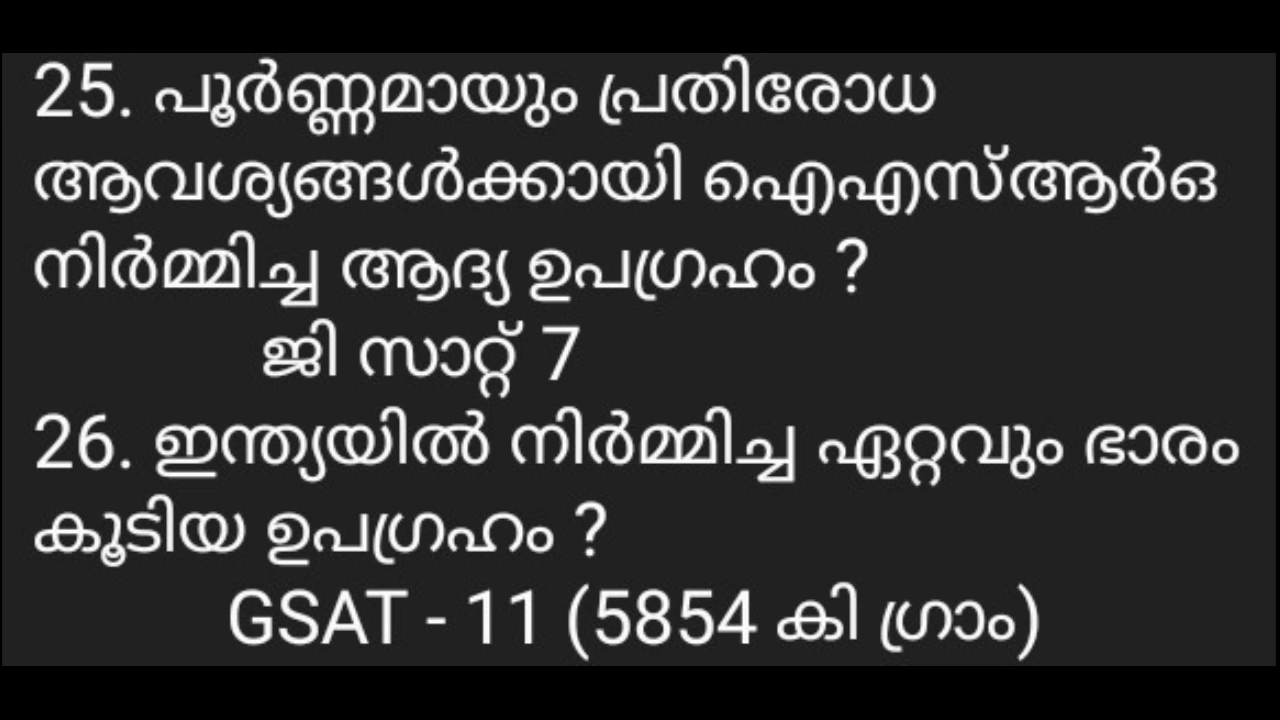 25. പൂർണ്ണമായും പ്രതിരോധ
ആവശ്യങ്ങൾക്കായി ഐഎസ്ആർഒ
നിർമ്മിച്ച ആദ്യ ഉപഗ്രഹം ?
ജി സാറ്റ് 7
26. ഇന്ത്യയിൽ നിർമ്മിച്ച ഏറ്റവും ഭാരം
കൂടിയ ഉപഗ്രഹം ?
GSAT - 11 (5854 കി ഗ്രാം)